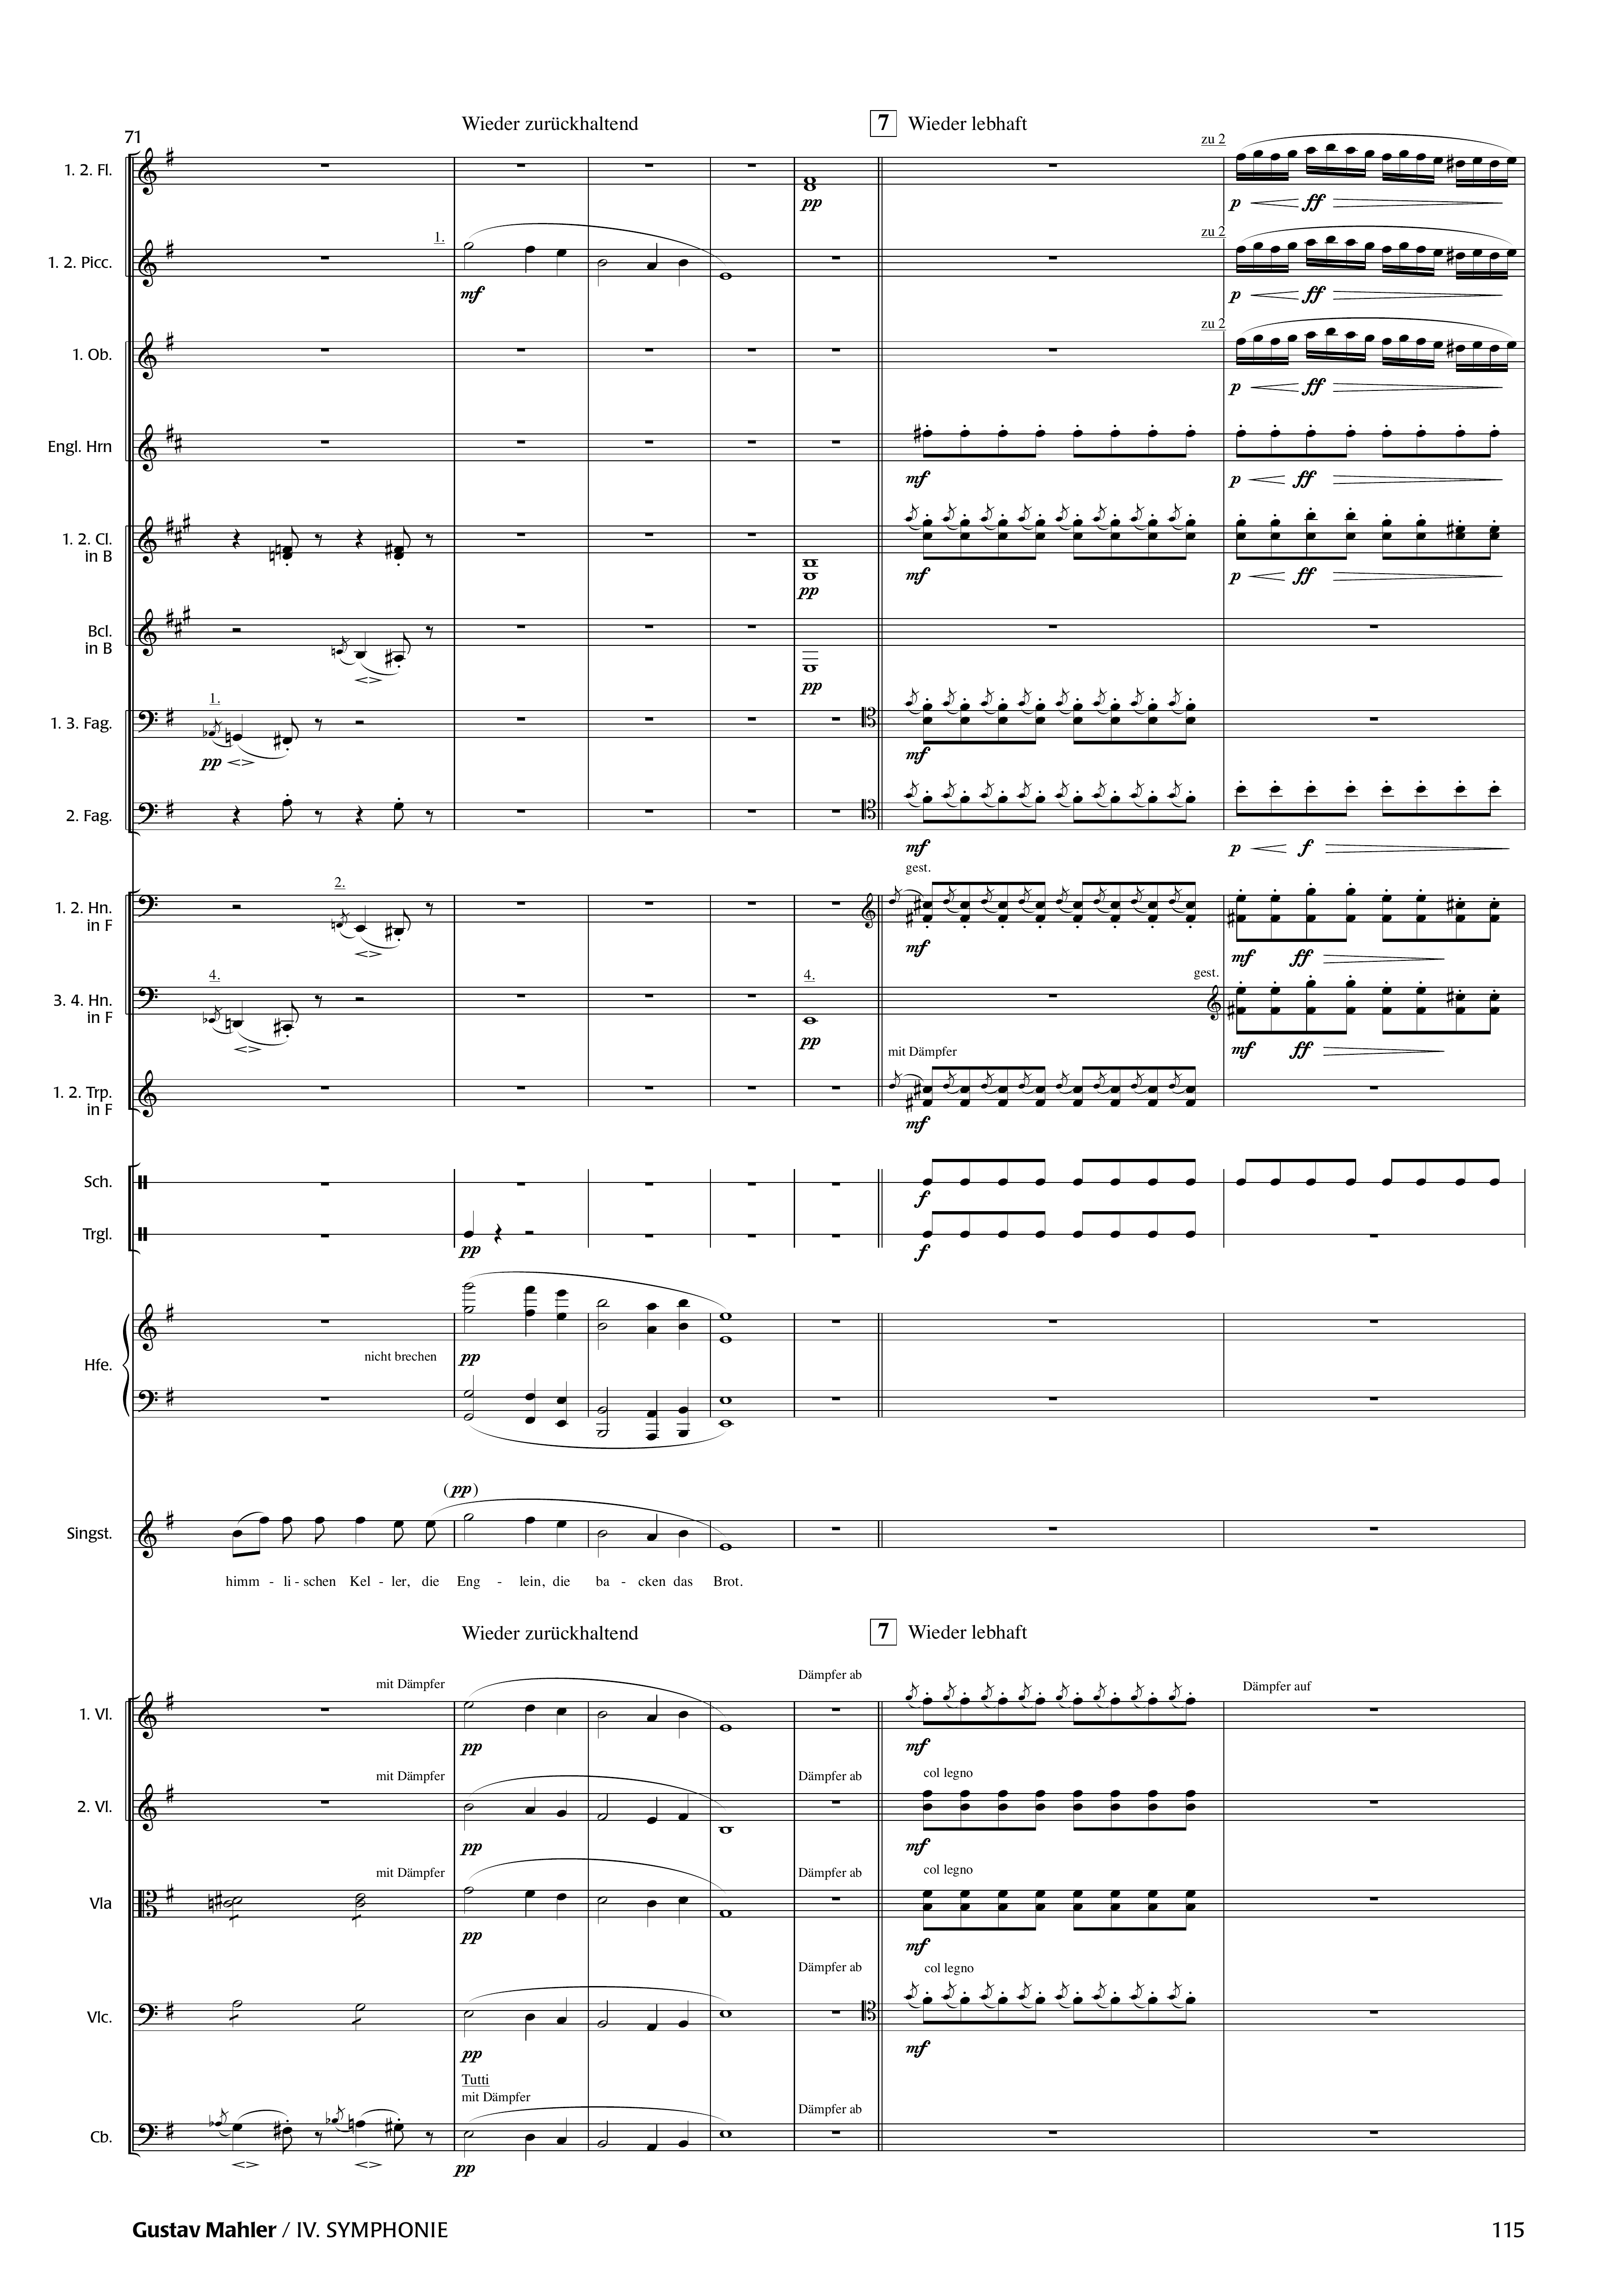 Wieder zurückhaltend
7 Wieder lebhaft
71
1. 2. Fl.
pp
zu 2
p ff
1. 2. Picc.
1.
mf
zu 2
p ff
1. Ob.
zu 2
p ff
Engl. Hrn
mf
p ff
1. 2. Cl.
in B
pp
mf
p ff
Bcl.
in B
pp
1. 3. Fag.
1.
pp
mf
2. Fag.
mf
p f
1. 2. Hn.
in F
2.
gest.
mf
mf ff
3. 4. Hn.
in F
4.
4.
pp
gest.
mf ff
1. 2. Trp.
in F
mit Dämpfer
mf
Sch.
f
Trgl.
pp
f
Hfe.
nicht brechen
pp
Singst.
(pp)
himm - li - schen Kel - ler, die Eng - lein, die ba - cken das Brot.
Wieder zurückhaltend
7 Wieder lebhaft
1. Vl.
mit Dämpfer
pp
Dämpfer ab
mf
Dämpfer auf
2. Vl.
mit Dämpfer
pp
Dämpfer ab
col legno
mf
Vla
mit Dämpfer
pp
Dämpfer ab
col legno
mf
Vlc.
pp
Dämpfer ab
col legno
mf
Cb.
Tutti
mit Dämpfer
pp
Dämpfer ab
Gustav Mahler / IV. SYMPHONIE
115